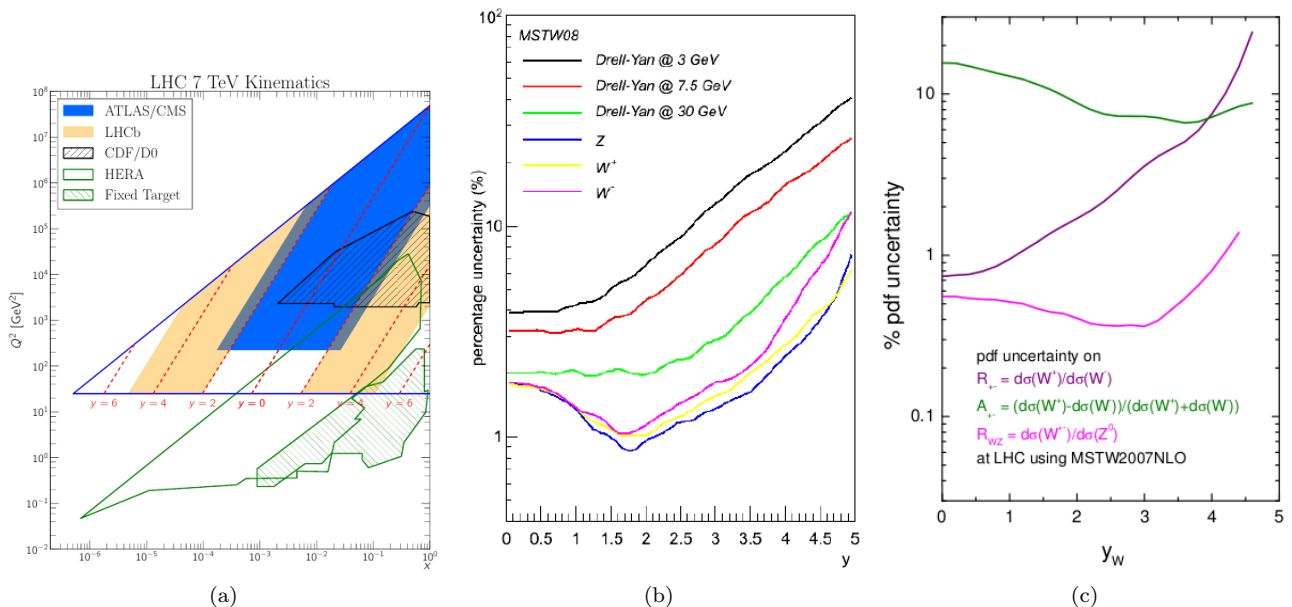 LHC 7 TeV Kinematics
ATLAS/CMS
LHCb
CDF/D0
HERA
Fixed Target
Q² [GeV²]
10⁸
10⁷
10⁶
10⁵
10⁴
10³
10²
10¹
10⁰
10⁻¹
10⁻²
y = 6 y = 4 y = 2 y = 0 y = 2 y = 4 y = 6
10⁻⁶ 10⁻⁵ 10⁻⁴ 10⁻³ 10⁻² 10⁻¹ 10⁰
x
(a)
percentage uncertainty (%)
10²
10
1
MSTW08
Drell-Yan @ 3 GeV
Drell-Yan @ 7.5 GeV
Drell-Yan @ 30 GeV
Z
W⁺
W⁻
0 0.5 1 1.5 2 2.5 3 3.5 4 4.5 5
y
(b)
% pdf uncertainty
10
1
0.1
pdf uncertainty on
R₊₋ = dσ(W⁺)/dσ(W⁻)
A₊₋ = (dσ(W⁺)-dσ(W⁻))/(dσ(W⁺)+dσ(W⁻))
R_WZ = dσ(W⁺⁻)/dσ(Z⁰)
at LHC using MSTW2007NLO
0 1 2 3 4 5
y_W
(c)